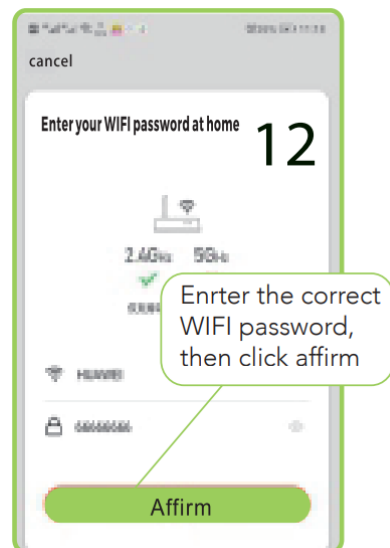 cancel
Enter your WIFI password at home
12
2.4GHz 5GHz
Enrter the correct
WIFI password,
then click affirm
HUAWEI
Affirm